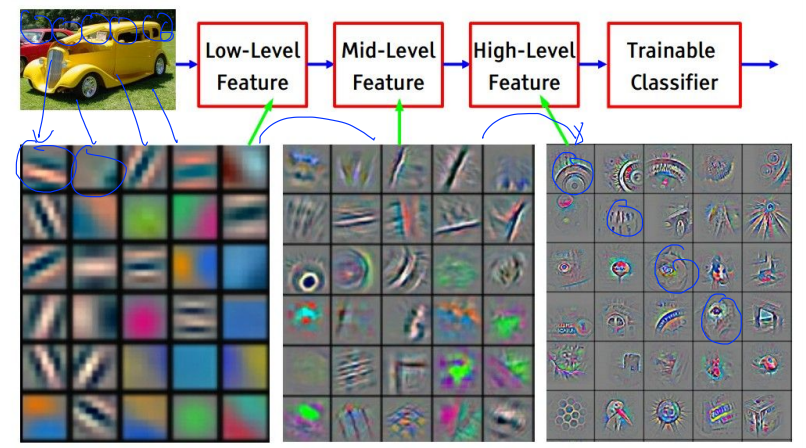 Low-Level
Feature
Mid-Level
Feature
High-Level
Feature
Trainable
Classifier